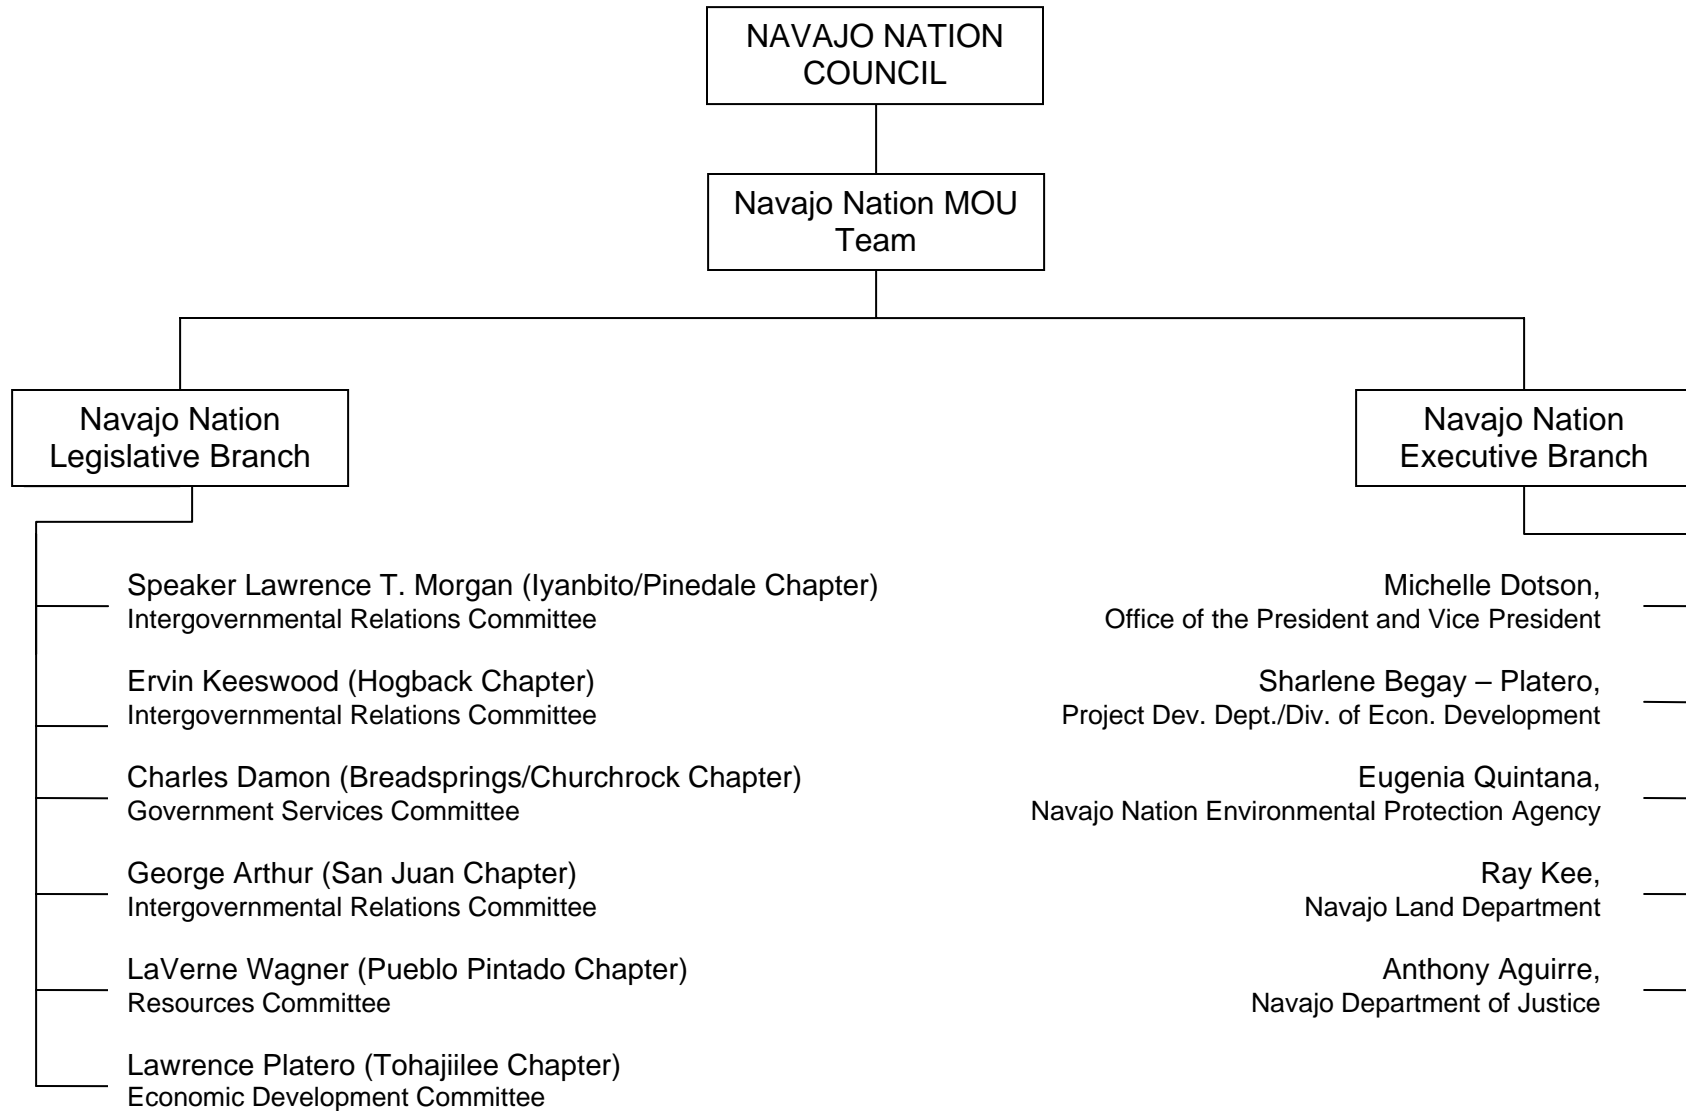 NAVAJO NATION
COUNCIL
Navajo Nation MOU
Team
Navajo Nation
Legislative Branch
Speaker Lawrence T. Morgan (Iyanbito/Pinedale Chapter)
Intergovernmental Relations Committee
Ervin Keeswood (Hogback Chapter)
Intergovernmental Relations Committee
Charles Damon (Breadsprings/Churchrock Chapter)
Government Services Committee
George Arthur (San Juan Chapter)
Intergovernmental Relations Committee
LaVerne Wagner (Pueblo Pintado Chapter)
Resources Committee
Lawrence Platero (Tohajiilee Chapter)
Economic Development Committee
Navajo Nation
Executive Branch
Michelle Dotson,
Office of the President and Vice President
Sharlene Begay – Platero,
Project Dev. Dept./Div. of Econ. Development
Eugenia Quintana,
Navajo Nation Environmental Protection Agency
Ray Kee,
Navajo Land Department
Anthony Aguirre,
Navajo Department of Justice